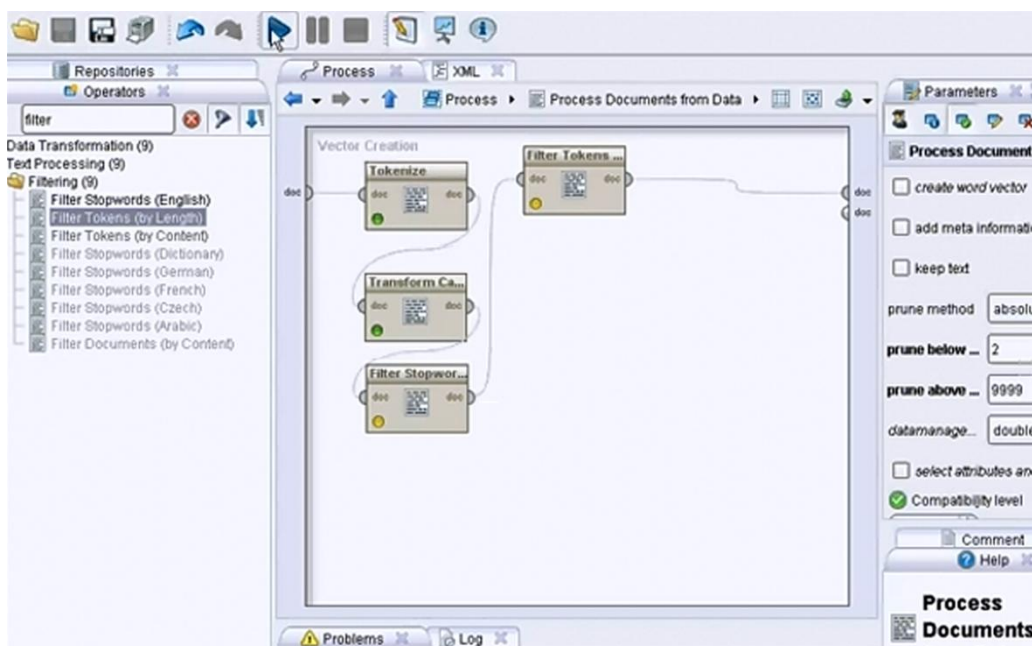 Repositories
Operators
filter
Data Transformation (9)
Text Processing (9)
Filtering (9)
Filter Stopwords (English)
Filter Tokens (by Length)
Filter Tokens (by Content)
Filter Stopwords (Dictionary)
Filter Stopwords (German)
Filter Stopwords (French)
Filter Stopwords (Czech)
Filter Stopwords (Arabic)
Filter Documents (by Content)
Process
XML
Process
Process Documents from Data
Vector Creation
doc
Tokenize
doc doc
Transform Ca...
doc doc
Filter Stopwor...
doc doc
Filter Tokens ...
doc doc
doc
doc
Problems
Log
Parameters
Process Document
create word vector
add meta informati
keep text
prune method absolu
prune below ... 2
prune above ... 9999
datamanage... double
select attributes an
Compatibility level
Comment
Help
Process
Documents